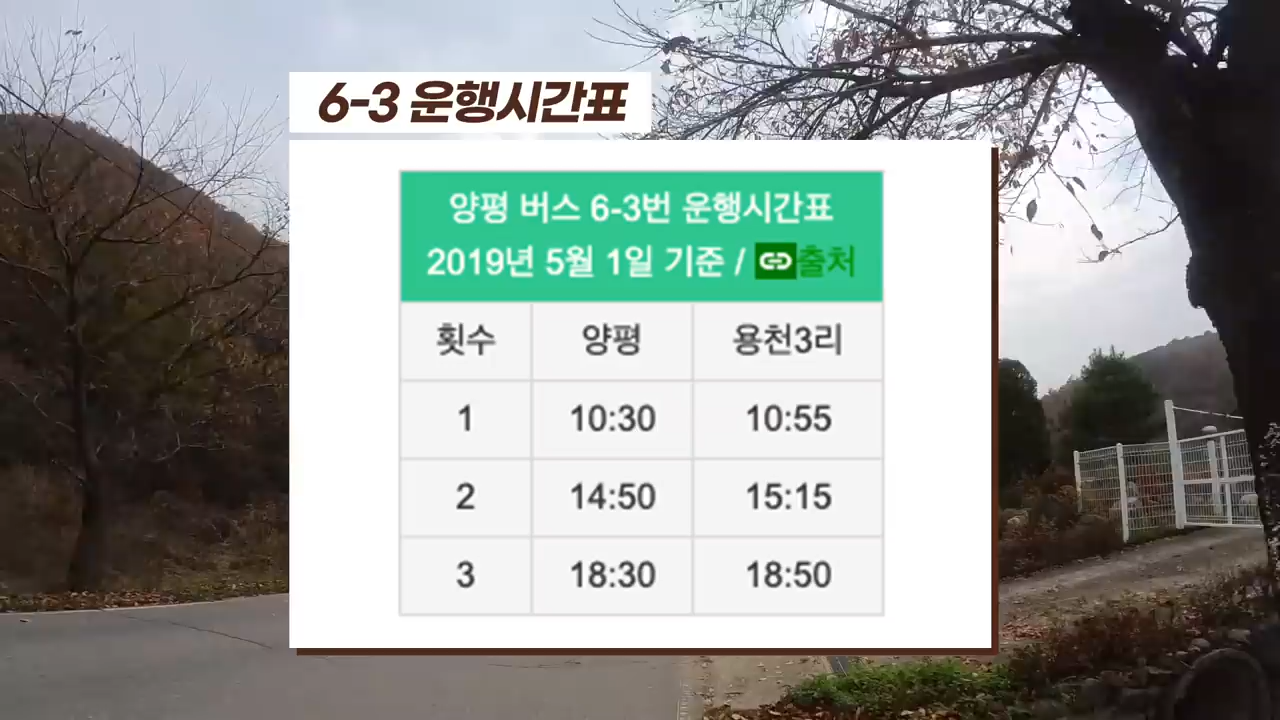 6-3 운행시간표
양평 버스 6-3번 운행시간표
2019년 5월 1일 기준 / 출처
횟수 양평 용천3리
1 10:30 10:55
2 14:50 15:15
3 18:30 18:50